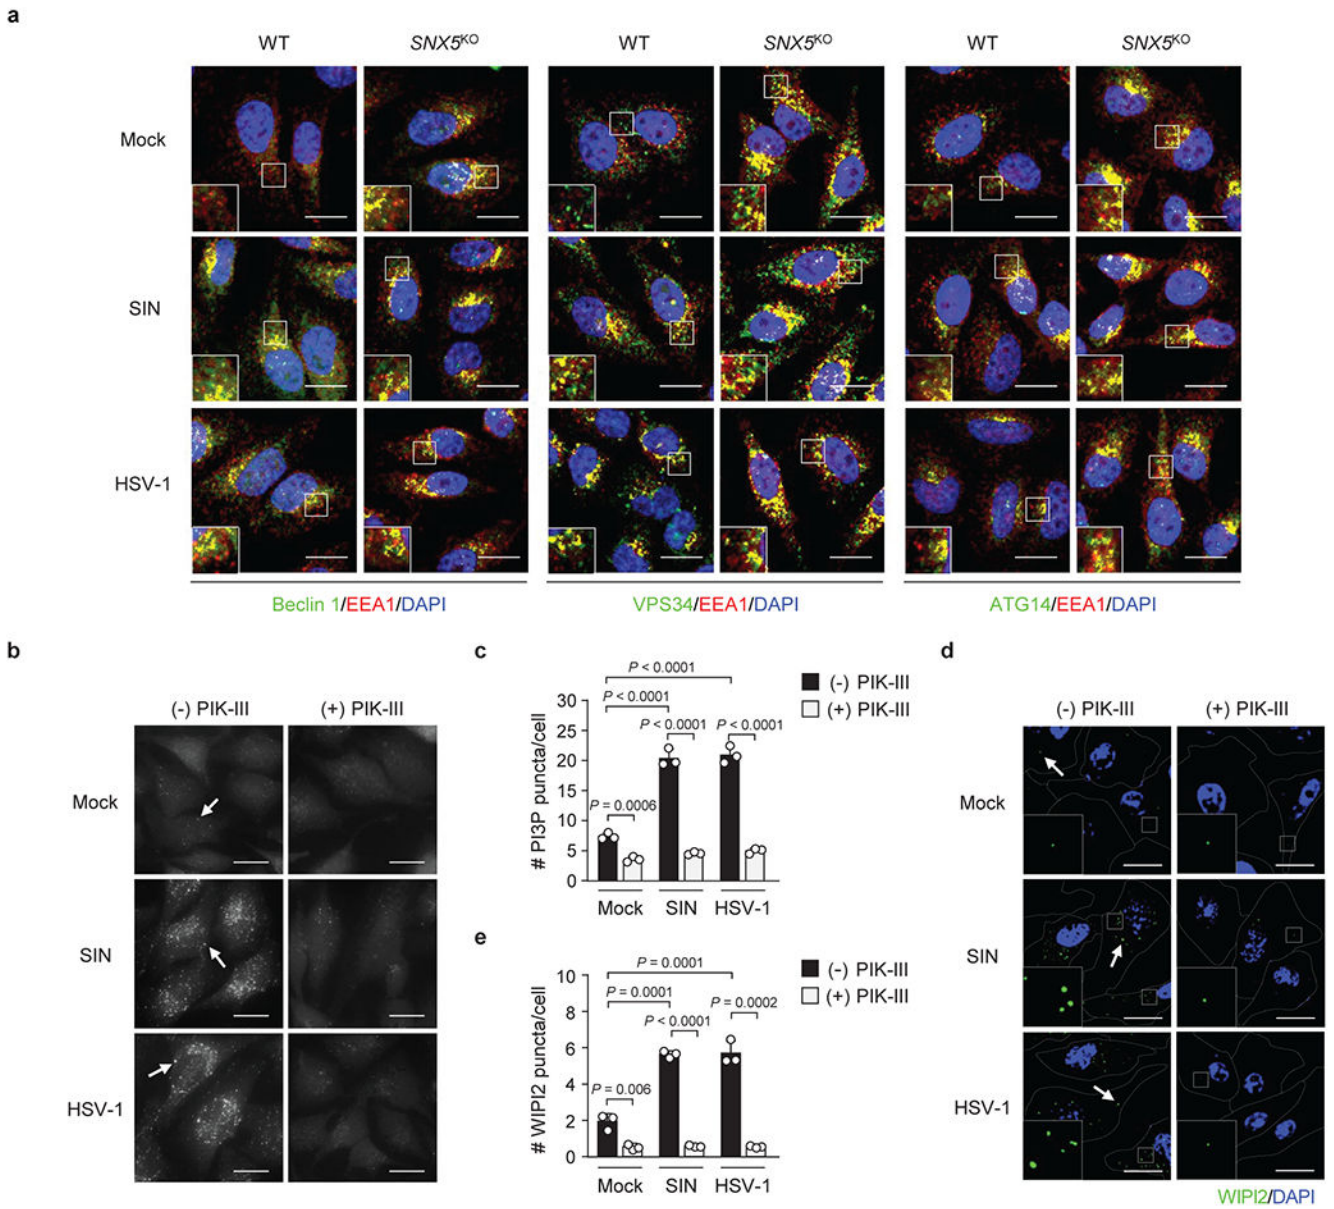 a
WT SNX5KO WT SNX5KO WT SNX5KO
Mock
SIN
HSV-1
Beclin 1/EEA1/DAPI VPS34/EEA1/DAPI ATG14/EEA1/DAPI
b
(-) PIK-III (+) PIK-III
Mock
SIN
HSV-1
c
P < 0.0001
P < 0.0001
P < 0.0001 P < 0.0001
P = 0.0006
(-) PIK-III
(+) PIK-III
# PI3P puncta/cell
30
25
20
15
10
5
0
Mock SIN HSV-1
e
P = 0.0001
P = 0.0001
P = 0.0002
P < 0.0001
P = 0.006
(-) PIK-III
(+) PIK-III
# WIPI2 puncta/cell
10
8
6
4
2
0
Mock SIN HSV-1
d
(-) PIK-III (+) PIK-III
Mock
SIN
HSV-1
WIPI2/DAPI